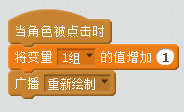 当角色被点击时
将变量 1组 的值增加 1
广播 重新绘制